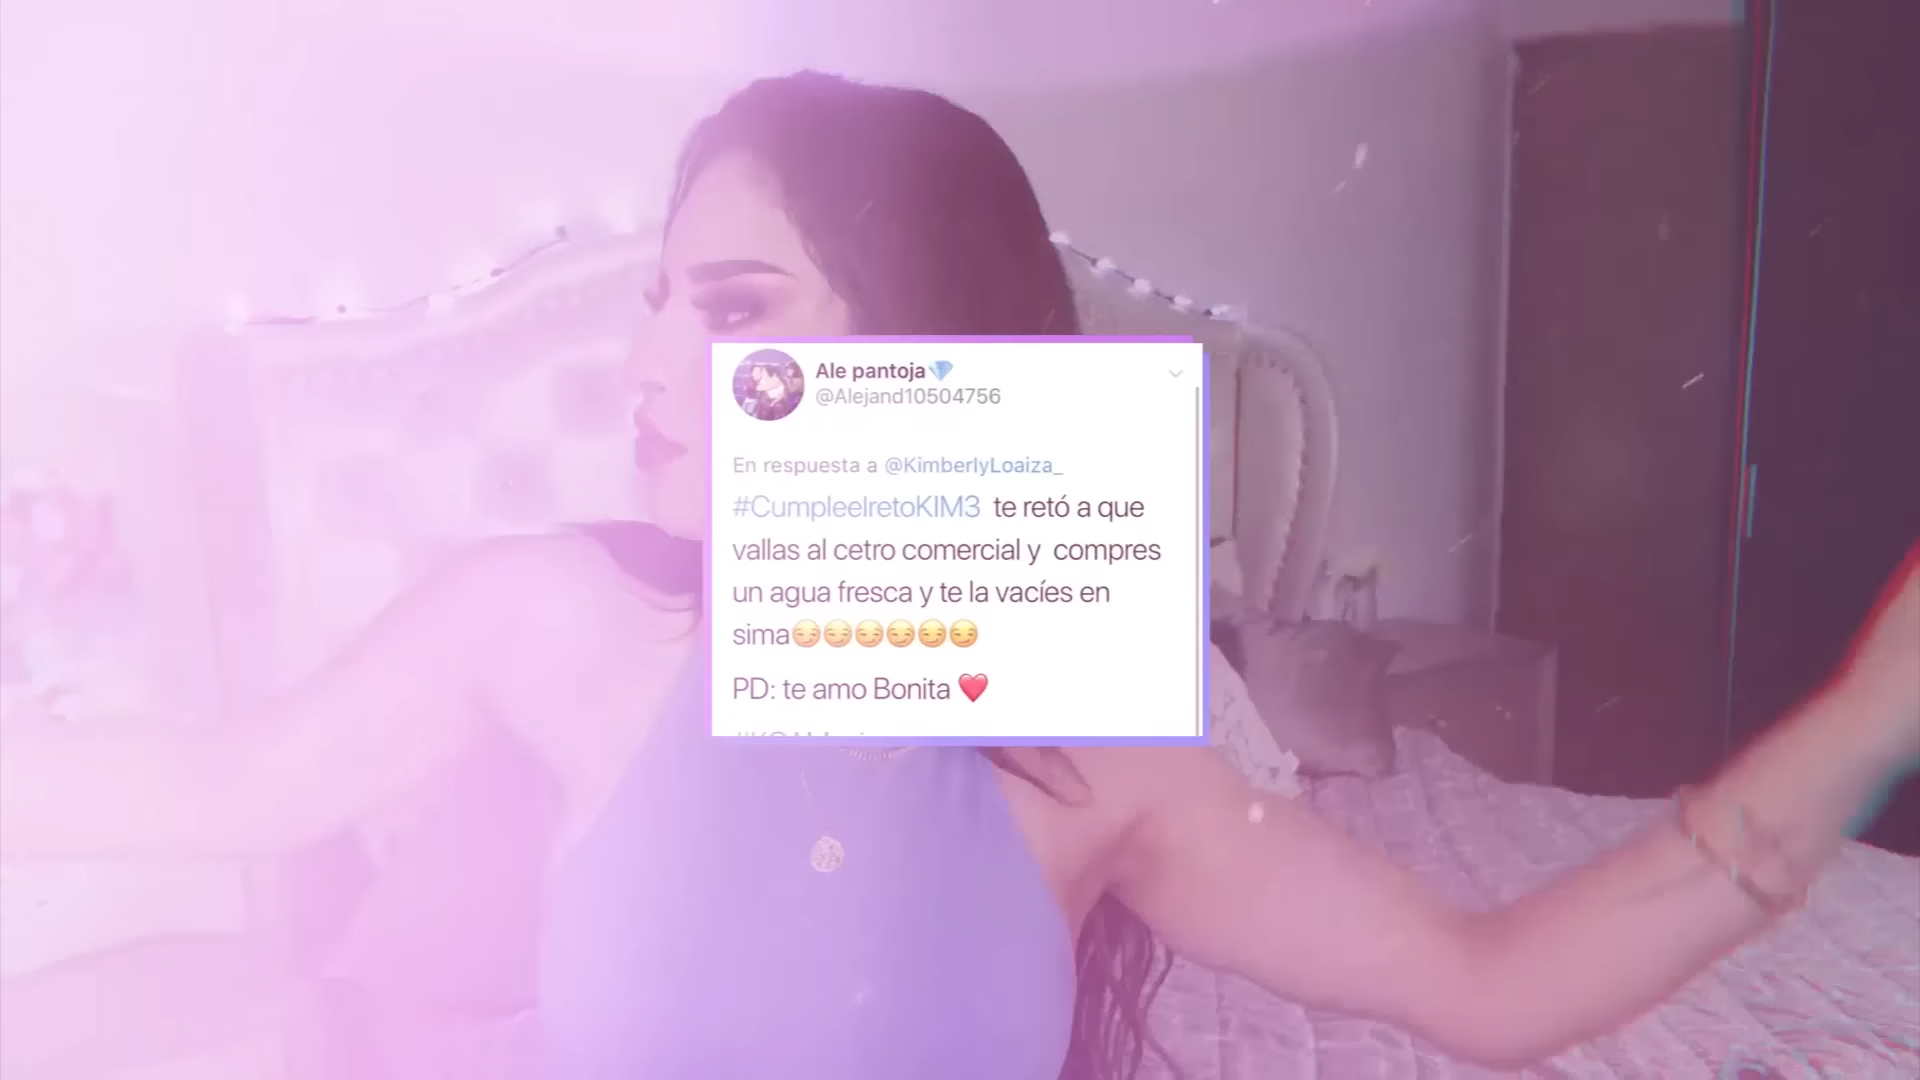 Ale pantoja💎
@Alejand10504756
En respuesta a @KimberlyLoaiza_
#CumpleelretoKIM3 te retó a que
vallas al cetro comercial y compres
un agua fresca y te la vacíes en
sima😏😏😏😏😏😏
PD: te amo Bonita ❤️